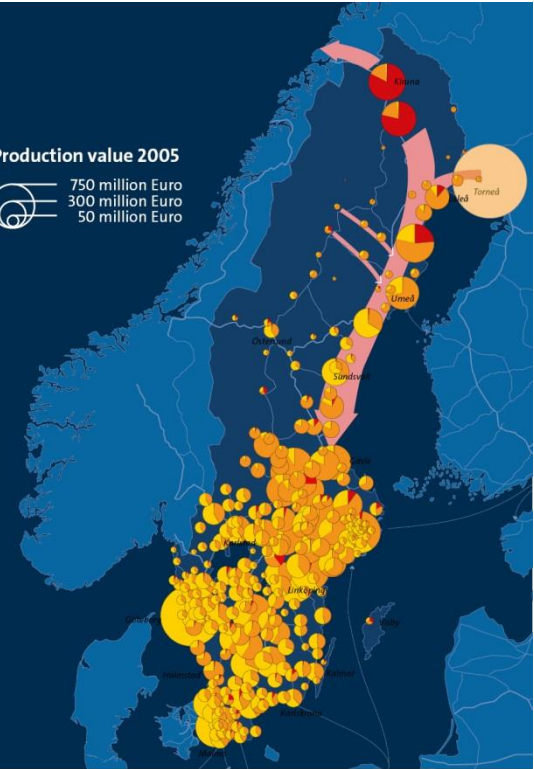 Kiruna
Production value 2005
750 million Euro
300 million Euro
50 million Euro
Torneå
Luleå
Umeå
Östersund
Sundsvall
Gävle
Karlstad
Linköping
Göteborg
Visby
Halmstad
Kalmar
Karlskrona
Malmö